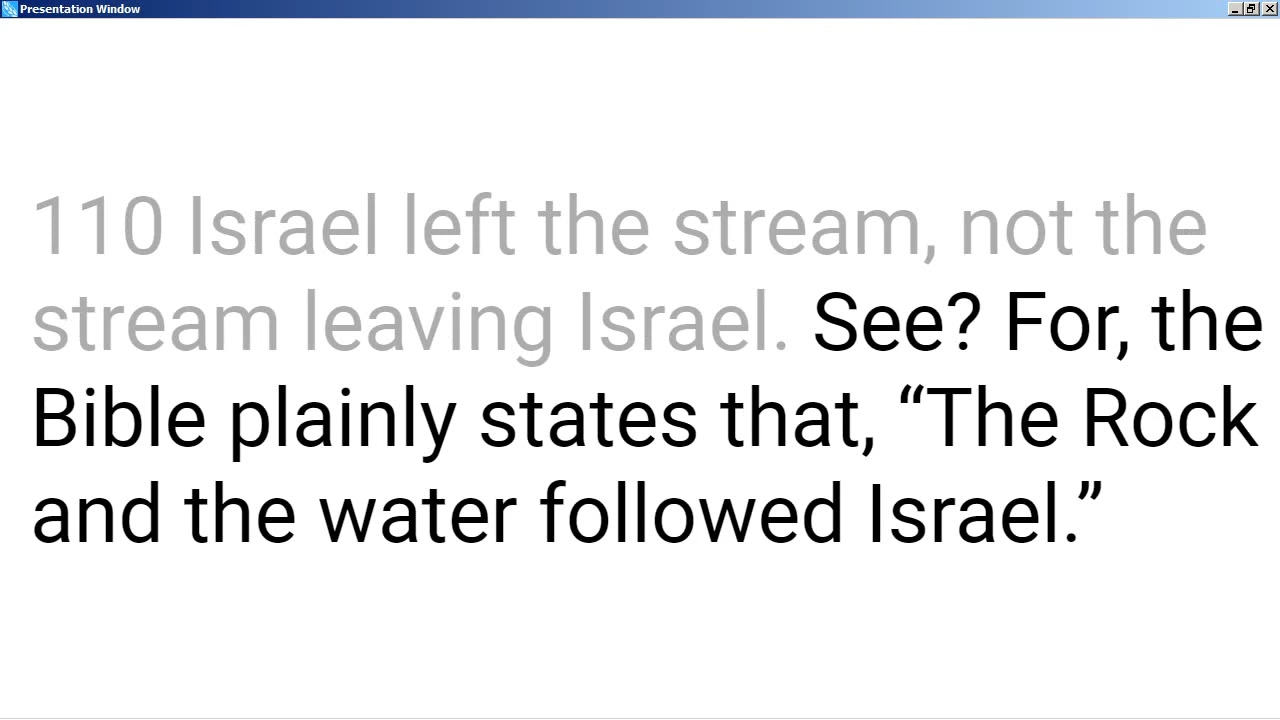 Presentation Window
110 Israel left the stream, not the
stream leaving Israel. See? For, the
Bible plainly states that, “The Rock
and the water followed Israel.”